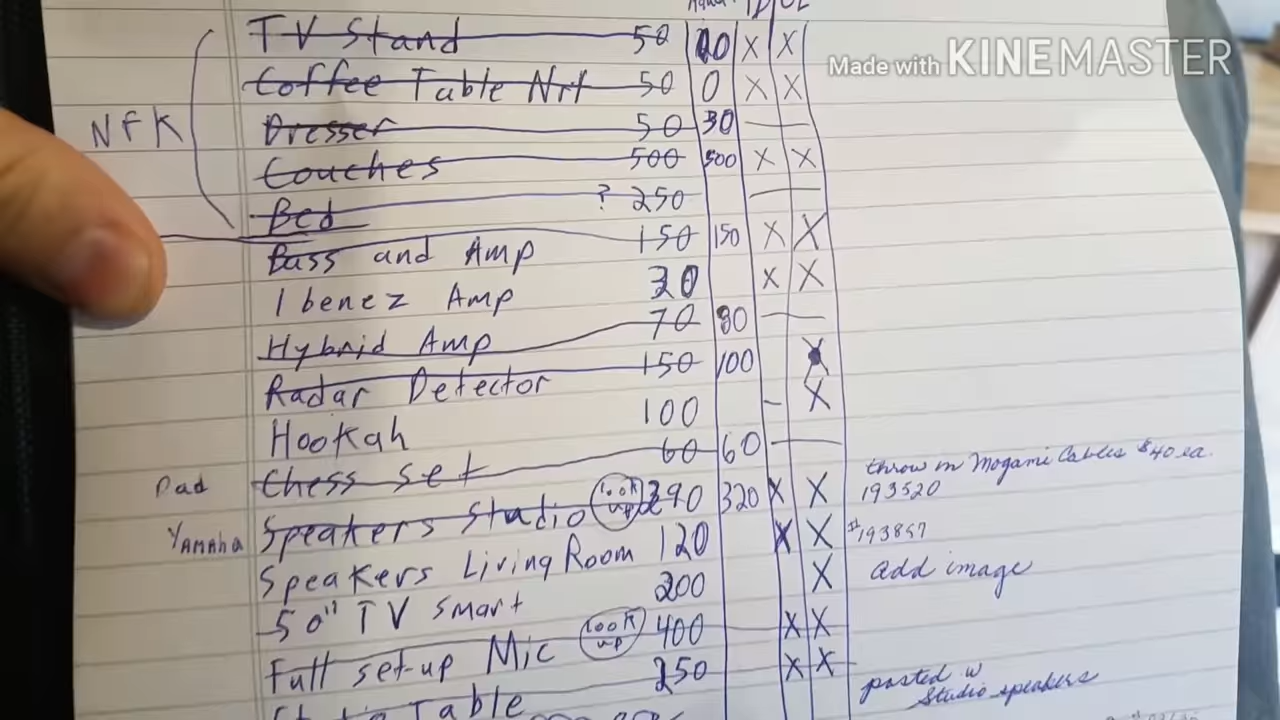 TV Stand 50 10 X X
Made with KINEMASTER
Coffee Table Nrf 50 0 X X
NFK
Dresser 50 30 —
Couches 500 500 X X
Bed ? 250 —
Bass and Amp 150 150 X X
Ibenez Amp 30 X X
Hybrid Amp 70 80 —
Radar Detector 150 100 X
Hookah 100 - X
Chess Set 60 60 —
throw in Mogami Cables $40 ea.
Dad Speakers Studio look up 290 320 X X 193520
Yamaha Speakers Living Room 120 X X 193857
50" TV smart 200 X add image
Full set-up Mic look up 400 X X
Table 250 X X posted w
Studio speakers